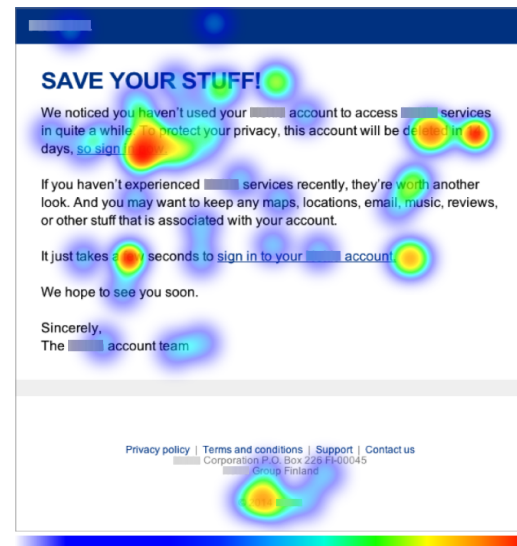 SAVE YOUR STUFF!
We noticed you haven't used your account to access services
in quite a while. To protect your privacy, this account will be deleted in
days, so sign in now.
If you haven't experienced services recently, they're worth another
look. And you may want to keep any maps, locations, email, music, reviews,
or other stuff that is associated with your account.
It just takes a few seconds to sign in to your account.
We hope to see you soon.
Sincerely,
The account team
Privacy policy | Terms and conditions | Support | Contact us
Corporation P.O. Box 226 FI-00045
Group Finland